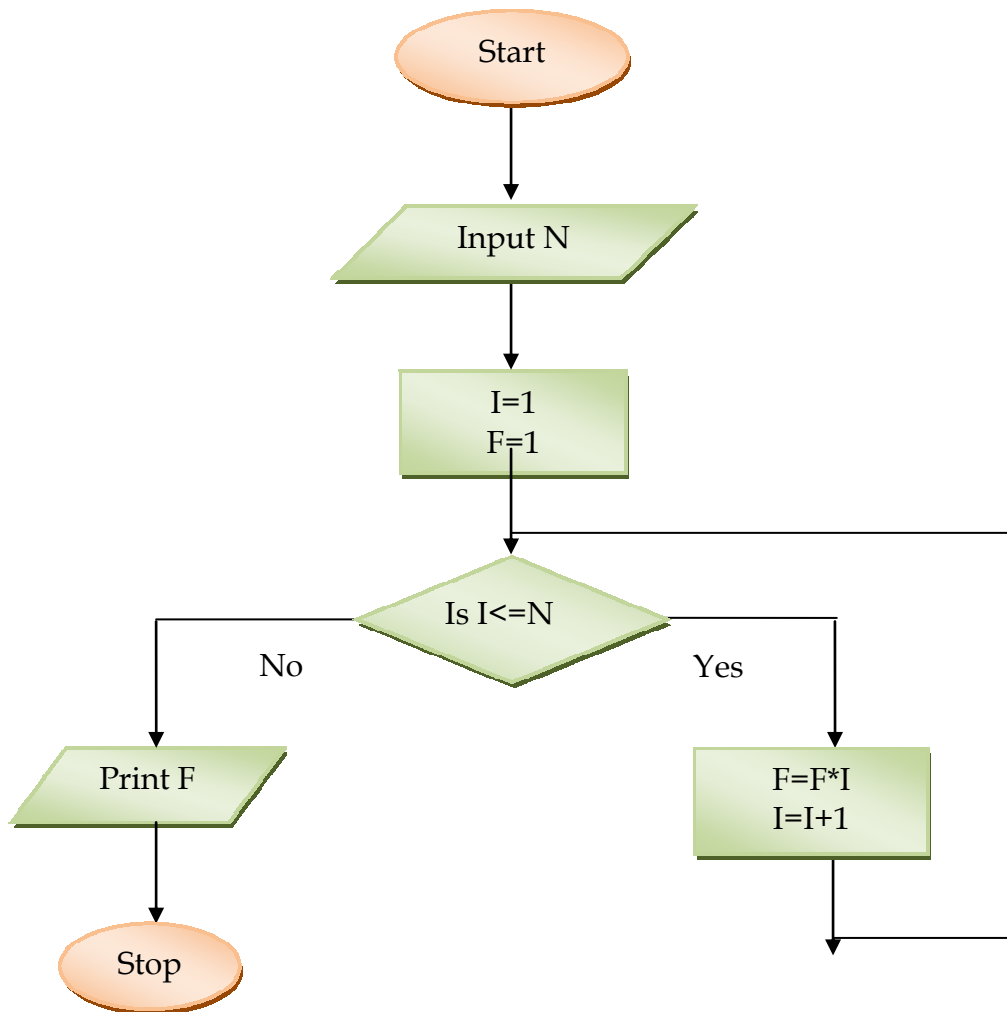 Start
Input N
I=1
F=1
Is I<=N
No
Yes
Print F
F=F*I
I=I+1
Stop